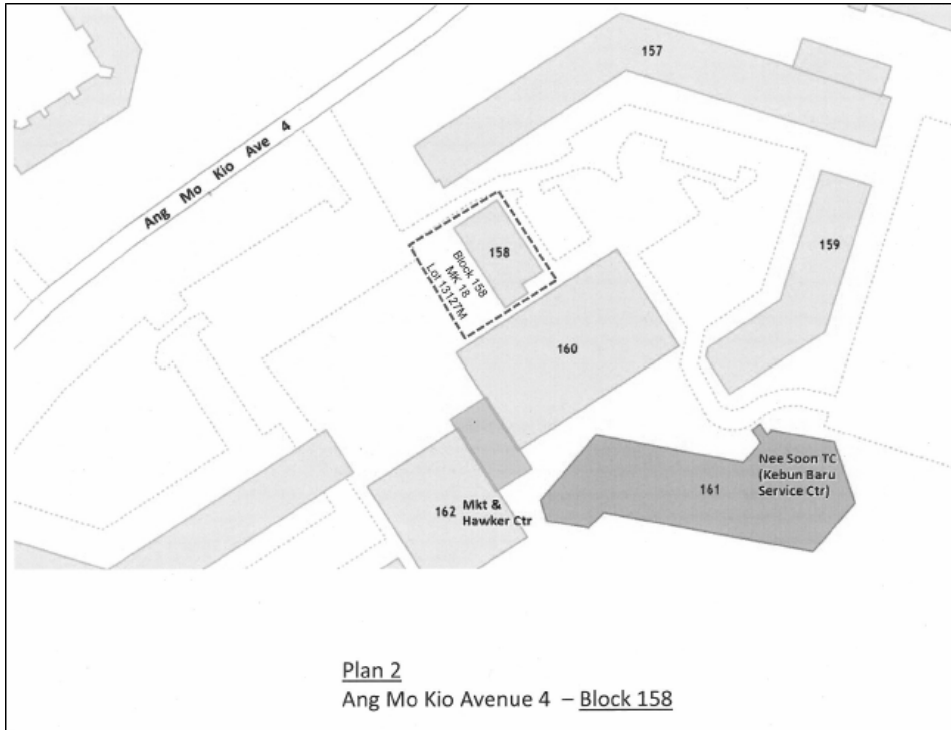 157
Ang Mo Kio Ave 4
158
159
Block 158
MK 18
Lot 13127M
160
Nee Soon TC
(Kebun Baru
Service Ctr)
161
162
Mkt &
Hawker Ctr
Plan 2
Ang Mo Kio Avenue 4 – Block 158